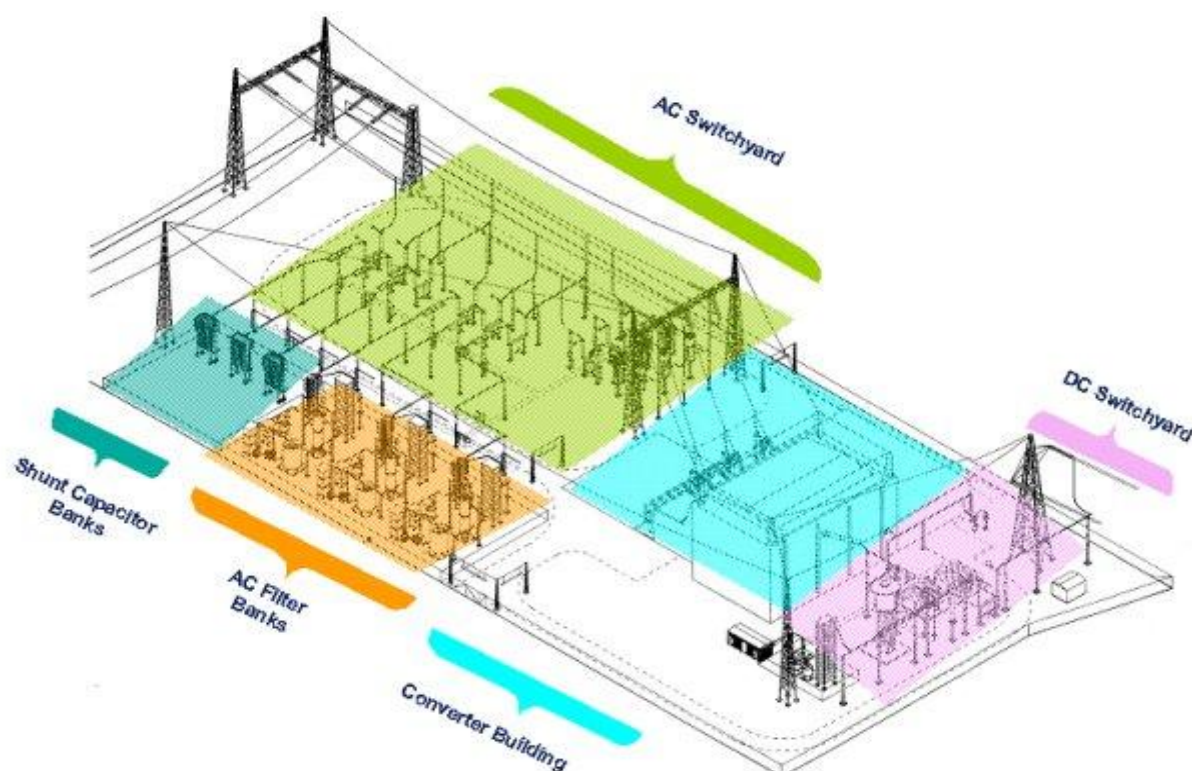 AC Switchyard
DC Switchyard
Shunt Capacitor
Banks
AC Filter
Banks
Converter Building